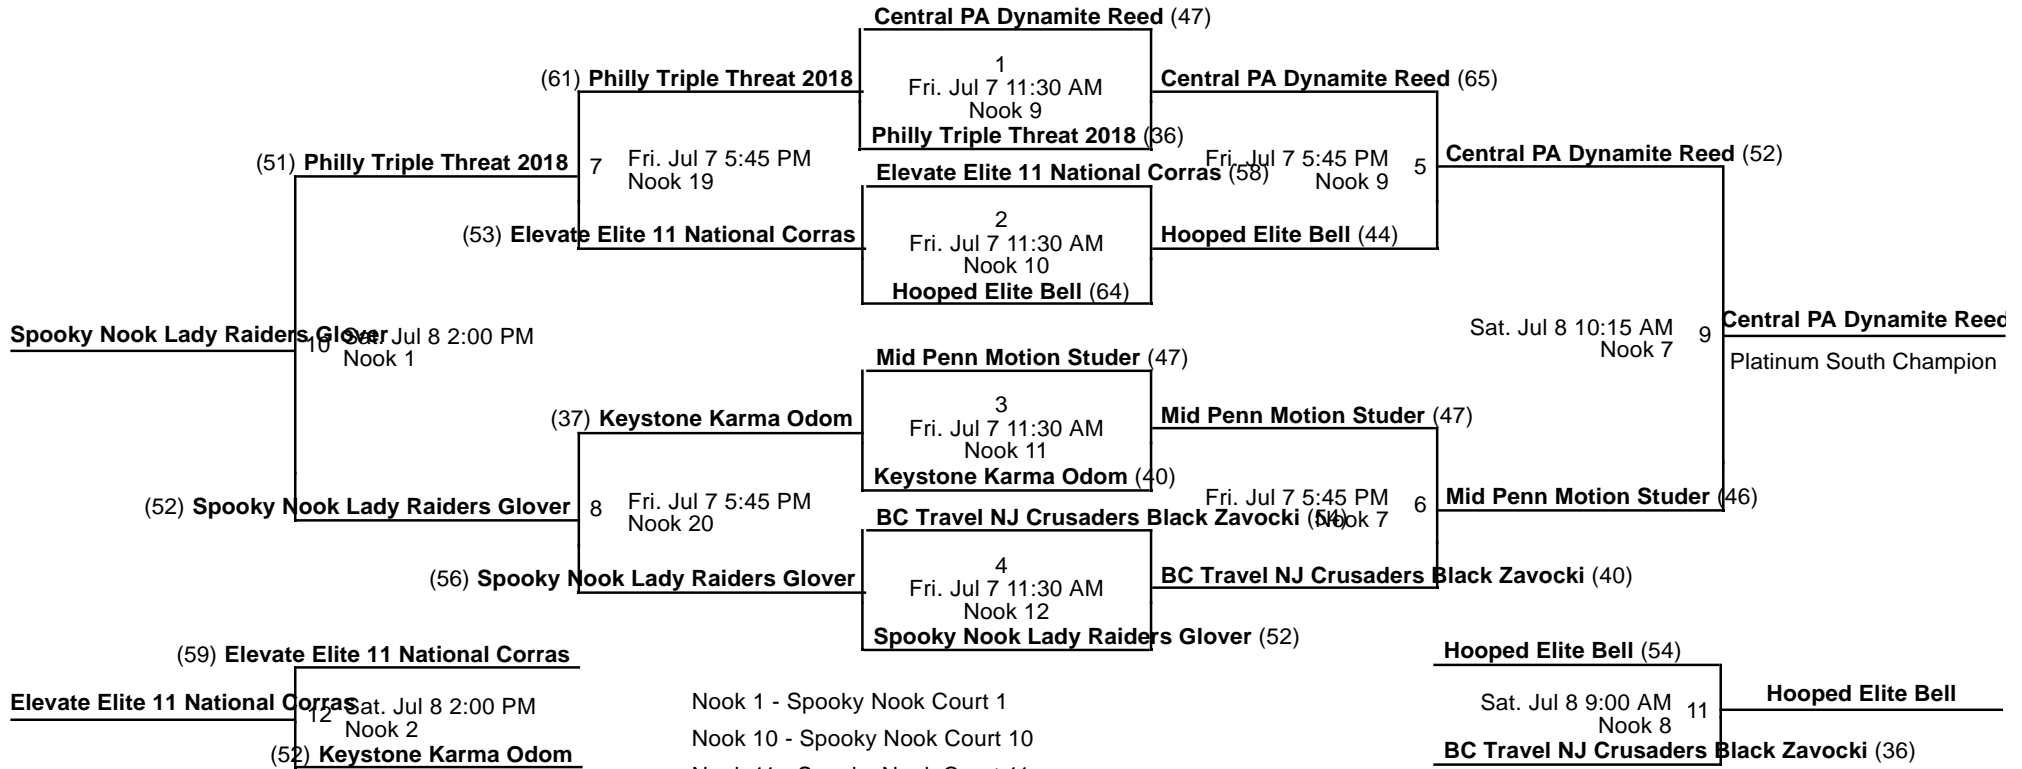 Central PA Dynamite Reed (47)
(61) Philly Triple Threat 2018
1
Fri. Jul 7 11:30 AM
Nook 9
Central PA Dynamite Reed (65)
Philly Triple Threat 2018 (36)
(51) Philly Triple Threat 2018
7
Fri. Jul 7 5:45 PM
Nook 19
Fri. Jul 7 5:45 PM
Nook 9
5
Central PA Dynamite Reed (52)
Elevate Elite 11 National Corras (58)
(53) Elevate Elite 11 National Corras
2
Fri. Jul 7 11:30 AM
Nook 10
Hooped Elite Bell (44)
Hooped Elite Bell (64)
Spooky Nook Lady Raiders Glover
10
Sat. Jul 8 2:00 PM
Nook 1
Sat. Jul 8 10:15 AM
Nook 7
9
Central PA Dynamite Reed
Platinum South Champion
Mid Penn Motion Studer (47)
(37) Keystone Karma Odom
3
Fri. Jul 7 11:30 AM
Nook 11
Mid Penn Motion Studer (47)
Keystone Karma Odom (40)
(52) Spooky Nook Lady Raiders Glover
8
Fri. Jul 7 5:45 PM
Nook 20
Fri. Jul 7 5:45 PM
Nook 7
6
Mid Penn Motion Studer (46)
BC Travel NJ Crusaders Black Zavocki (54)
(56) Spooky Nook Lady Raiders Glover
4
Fri. Jul 7 11:30 AM
Nook 12
BC Travel NJ Crusaders Black Zavocki (40)
Spooky Nook Lady Raiders Glover (52)
(59) Elevate Elite 11 National Corras
Elevate Elite 11 National Corras
12
Sat. Jul 8 2:00 PM
Nook 2
(52) Keystone Karma Odom
Nook 1 - Spooky Nook Court 1
Nook 10 - Spooky Nook Court 10
Nook 11 - Spooky Nook Court 11
Hooped Elite Bell (54)
Sat. Jul 8 9:00 AM
Nook 8
11
Hooped Elite Bell
BC Travel NJ Crusaders Black Zavocki (36)